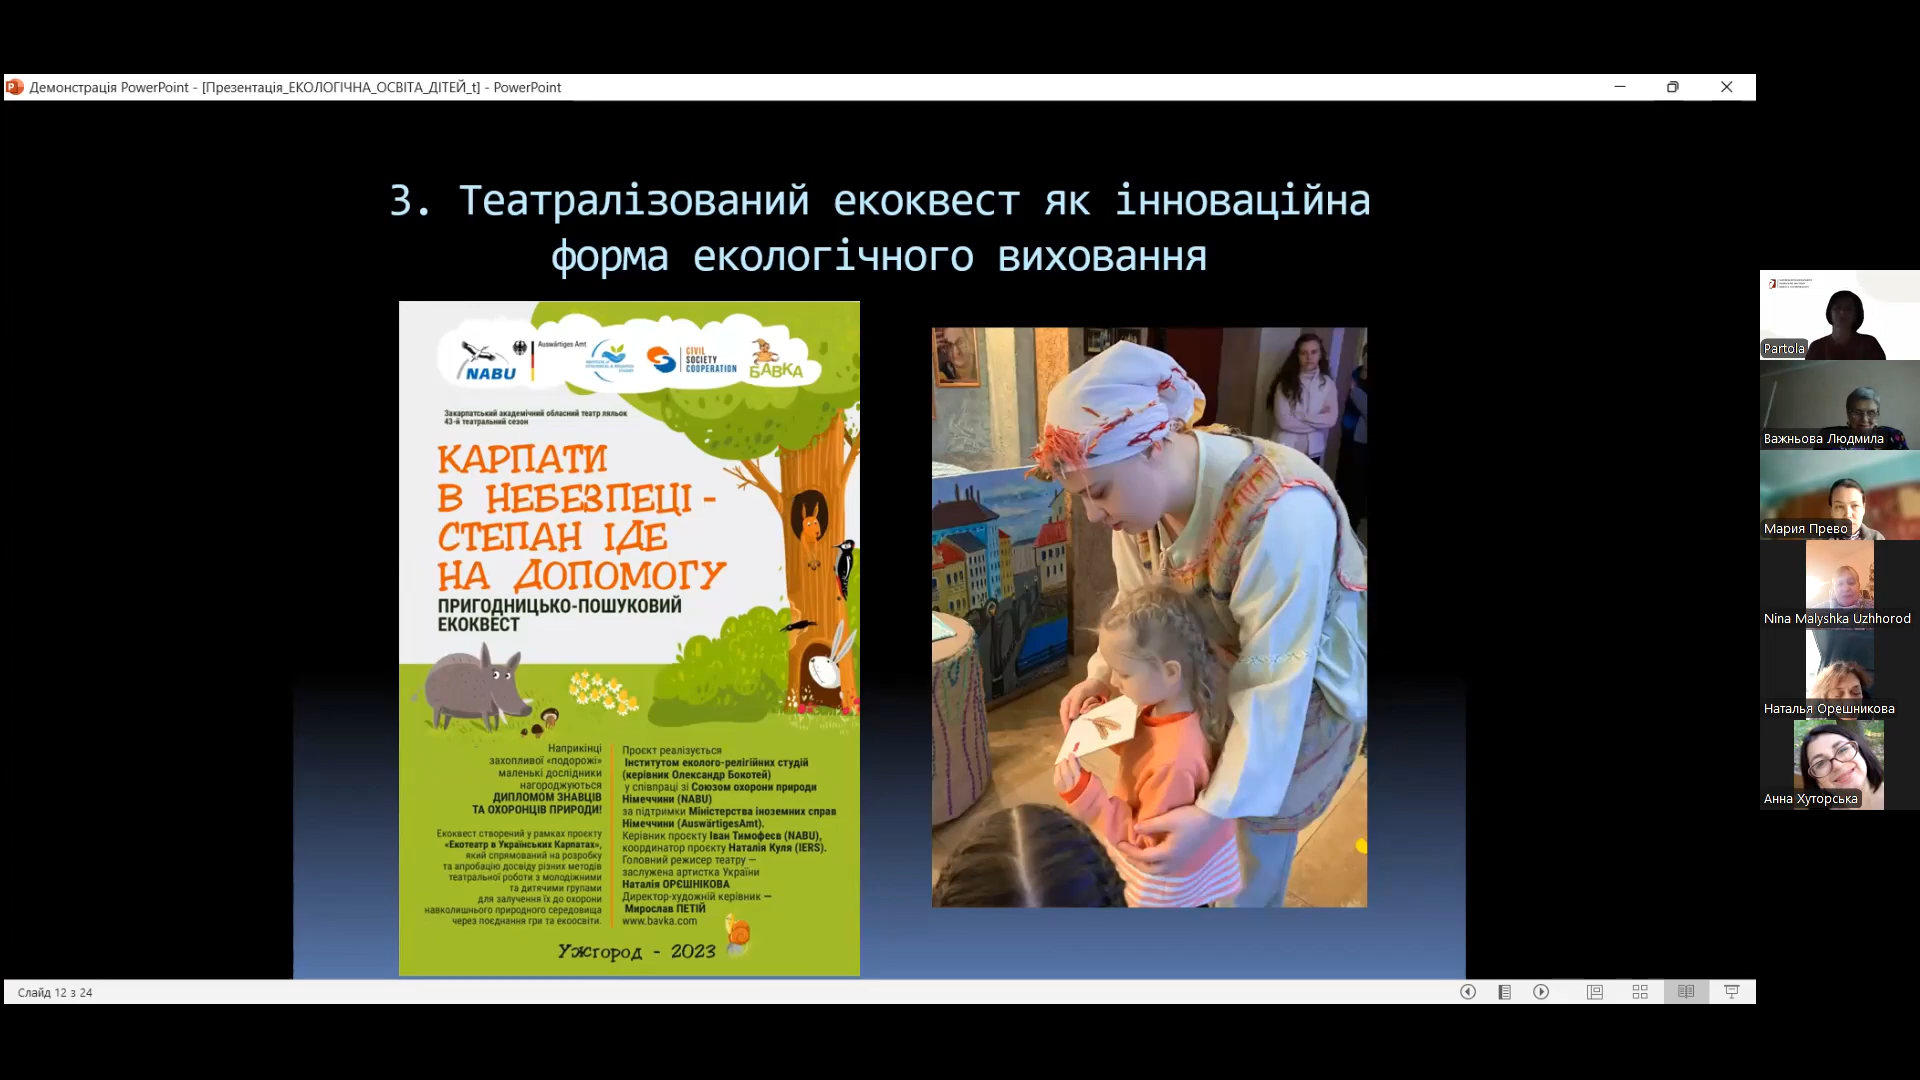 Демонстрація PowerPoint - [Презентація_ЕКОЛОГІЧНА_ОСВІТА_ДІТЕЙ_t] - PowerPoint
3. Театралізований екоквест як інноваційна
форма екологічного виховання
NABU
Auswärtiges Amt
CIVIL
SOCIETY
COOPERATION
БАВКА
Закарпатський академічний обласний театр ляльок
43-й театральний сезон
КАРПАТИ
В НЕБЕЗПЕЦІ -
СТЕПАН ІДЕ
НА ДОПОМОГУ
ПРИГОДНИЦЬКО-ПОШУКОВИЙ
ЕКОКВЕСТ
Наприкінці
захопливої «подорожі»
маленькі дослідники
нагороджуються
ДИПЛОМОМ ЗНАВЦІВ
ТА ОХОРОНЦІВ ПРИРОДИ!
Екоквест створений у рамках проєкту
«Екотеатр в Українських Карпатах»,
який спрямований на розробку
та апробацію досвіду різних методів
театральної роботи з молодіжними
та дитячими групами
для залучення їх до охорони
навколишнього природного середовища
через поєднання гри та екоосвіти.
Проєкт реалізується
Інститутом еколого-релігійних студій
(керівник Олександр Бокотей)
у співпраці зі Союзом охорони природи
Німеччини (NABU)
за підтримки Міністерства іноземних справ
Німеччини (AuswärtigesAmt).
Керівник проєкту Іван Тимофеєв (NABU),
координатор проєкту Наталія Куля (IERS).
Головний режисер театру —
заслужена артистка України
Наталія ОРЄШНІКОВА
Директор-художній керівник —
Мирослав ПЕТІЙ
www.bavka.com
Ужгород - 2023
Partola
Важньова Людмила
Мария Прево
Nina Malyshka Uzhhorod
Наталья Орешникова
Анна Хуторська
Слайд 12 з 24